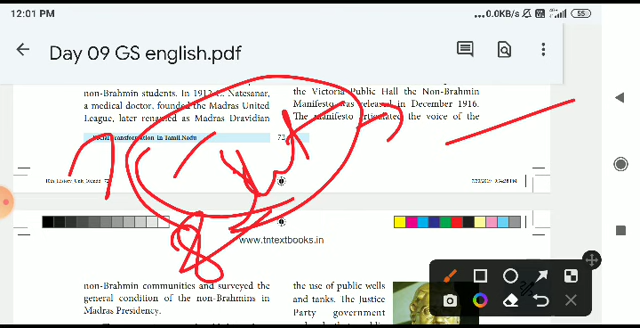 12:01 PM
...0.0KB/s
55
Day 09 GS english.pdf
non-Brahmin students. In 1912 C. Natesanar,
a medical doctor, founded the Madras United
League, later renamed as Madras Dravidian
the Victoria Public Hall the Non-Brahmin
Manifesto was released in December 1916.
The manifesto articulated the voice of the
Social Transformation in Tamil Nadu
72
www.tntextbooks.in
non-Brahmin communities and surveyed the
general condition of the non-Brahmins in
Madras Presidency.
the use of public wells
and tanks. The Justice
Party government